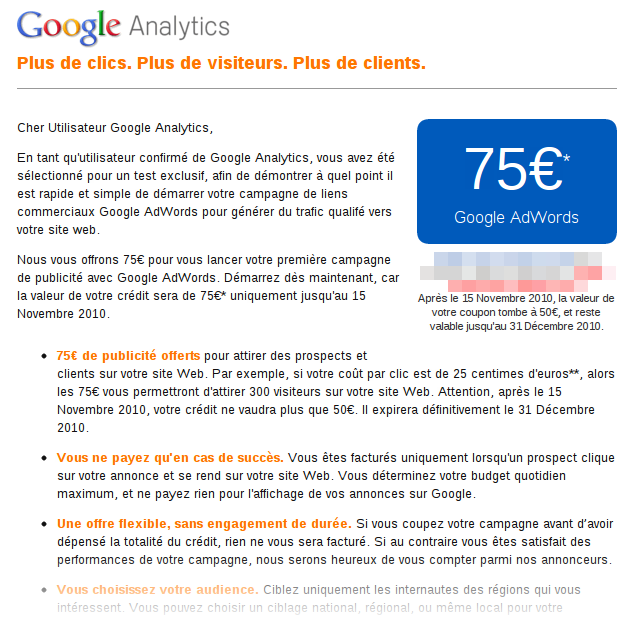 Google Analytics
Plus de clics. Plus de visiteurs. Plus de clients.
Cher Utilisateur Google Analytics,
En tant qu'utilisateur confirmé de Google Analytics, vous avez été
sélectionné pour un test exclusif, afin de démontrer à quel point il
est rapide et simple de démarrer votre campagne de liens
commerciaux Google AdWords pour générer du trafic qualifé vers
votre site web.
Nous vous offrons 75€ pour vous lancer votre première campagne
de publicité avec Google AdWords. Démarrez dès maintenant, car
la valeur de votre crédit sera de 75€* uniquement jusqu'au 15
Novembre 2010.
75€*
Google AdWords
Après le 15 Novembre 2010, la valeur de
votre coupon tombe à 50€, et reste
valable jusqu'au 31 Décembre 2010.
• 75€ de publicité offerts pour attirer des prospects et
clients sur votre site Web. Par exemple, si votre coût par clic est de 25 centimes d'euros**, alors
les 75€ vous permettront d'attirer 300 visiteurs sur votre site Web. Attention, après le 15
Novembre 2010, votre crédit ne vaudra plus que 50€. Il expirera définitivement le 31 Décembre
2010.
• Vous ne payez qu'en cas de succès. Vous êtes facturés uniquement lorsqu'un prospect clique
sur votre annonce et se rend sur votre site Web. Vous déterminez votre budget quotidien
maximum, et ne payez rien pour l'affichage de vos annonces sur Google.
• Une offre flexible, sans engagement de durée. Si vous coupez votre campagne avant d’avoir
dépensé la totalité du crédit, rien ne vous sera facturé. Si au contraire vous êtes satisfait des
performances de votre campagne, nous serons heureux de vous compter parmi nos annonceurs.
• Vous choisissez votre audience. Ciblez uniquement les internautes des régions qui vous
intéressent. Vous pouvez choisir un ciblage national, régional, ou même local pour votre